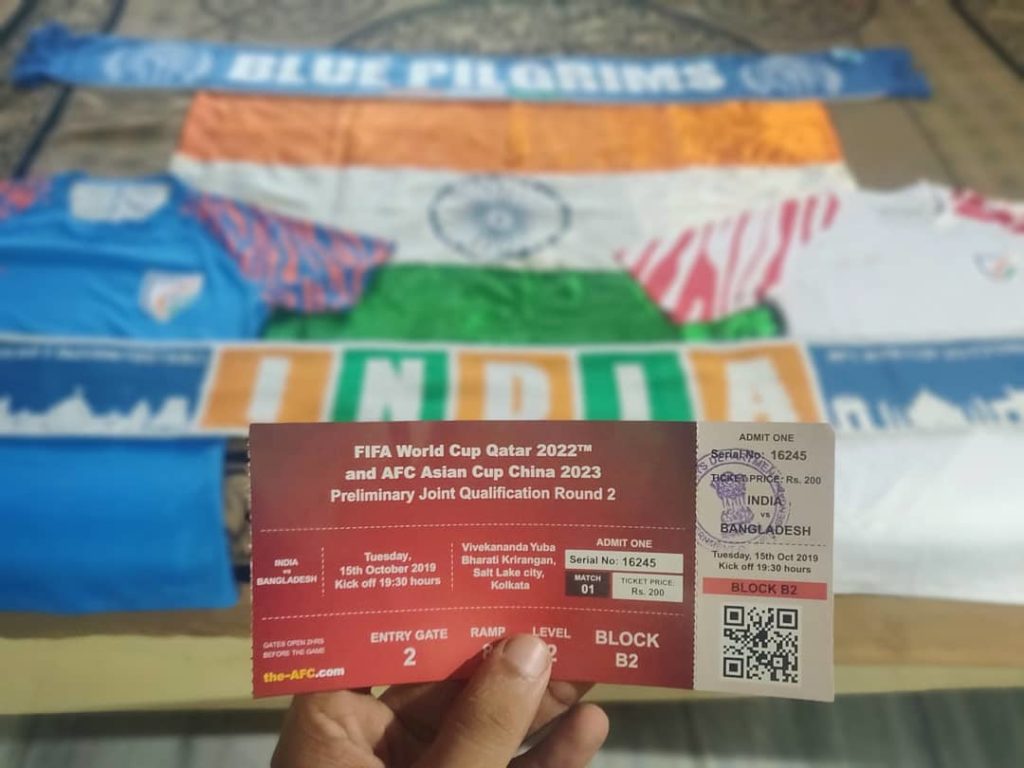 BLUE PILGRIMS
INDIA
FIFA World Cup Qatar 2022™
and AFC Asian Cup China 2023
Preliminary Joint Qualification Round 2
INDIA
vs
BANGLADESH
Tuesday,
15th October 2019
Kick off 19:30 hours
Vivekananda Yuba
Bharati Krirangan,
Salt Lake city,
Kolkata
ADMIT ONE
Serial No: 16245
MATCH
01
TICKET PRICE:
Rs. 200
GATES OPEN 2HRS
BEFORE THE GAME
the-AFC.com
ENTRY GATE
2
RAMP
LEVEL
2
BLOCK
B2
ADMIT ONE
Serial No: 16245
TICKET PRICE: Rs. 200
INDIA
vs
BANGLADESH
Tuesday, 15th Oct 2019
Kick off 19:30 hours
BLOCK B2